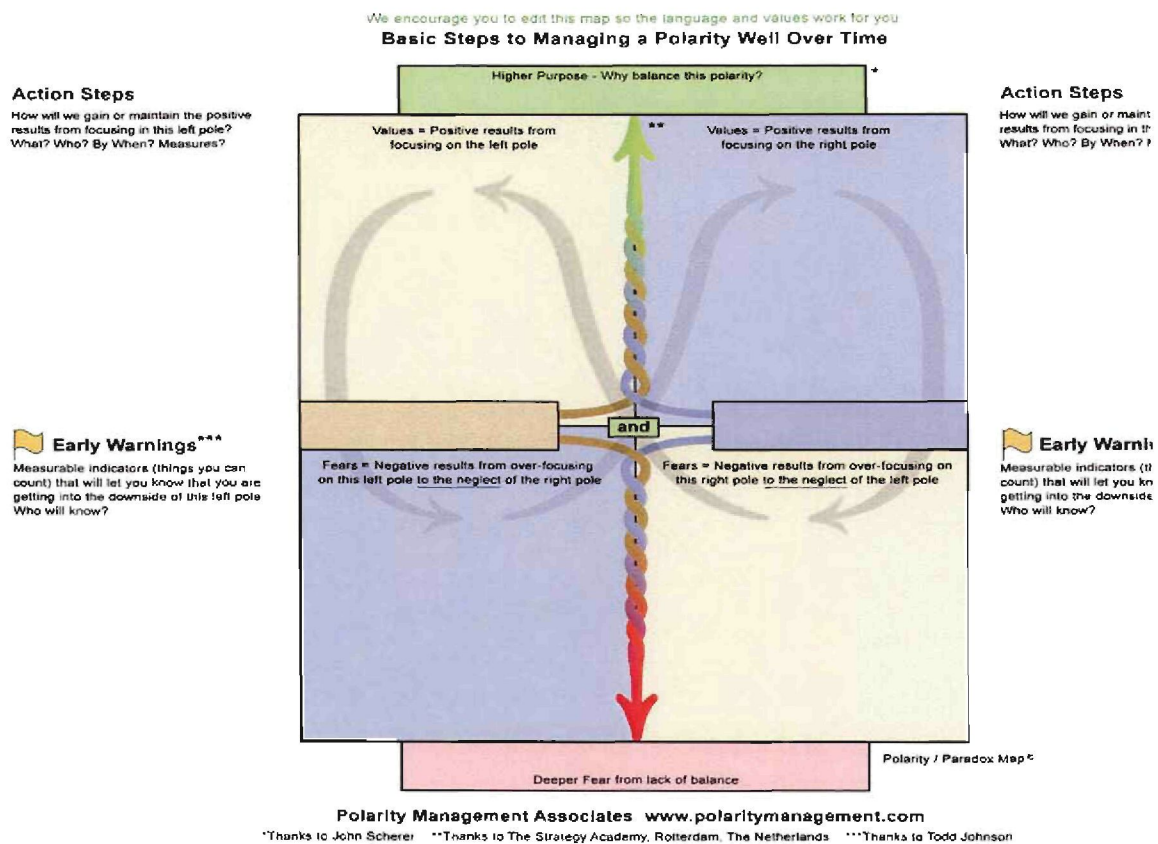 We encourage you to edit this map so the language and values work for you
Basic Steps to Managing a Polarity Well Over Time
Higher Purpose - Why balance this polarity?
*
Action Steps
How will we gain or maintain the positive
results from focusing in this left pole?
What? Who? By When? Measures?
Values = Positive results from
focusing on the left pole
**
Values = Positive results from
focusing on the right pole
Action Steps
How will we gain or maint
results from focusing in
What? Who? By When?
and
Early Warnings***
Measurable indicators (things you can
count) that will let you know that you are
getting into the downside of this left pole
Who will know?
Fears = Negative results from over-focusing
on this left pole to the neglect of the right pole
Fears = Negative results from over-focusing on
this right pole to the neglect of the left pole
Early Warni
Measurable indicators (
count) that will let you kn
getting into the downside
Who will know?
Deeper Fear from lack of balance
Polarity / Paradox Map©
Polarity Management Associates www.polaritymanagement.com
*Thanks to John Scherer **Thanks to The Strategy Academy, Rotterdam, The Netherlands ***Thanks to Todd Johnson